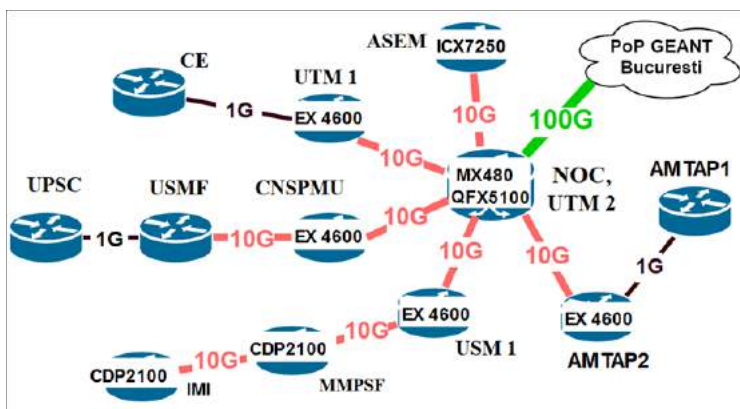 ASEM
ICX7250
PoP GEANT
Bucuresti
CE
UTM 1
1G
EX 4600
10G
100G
10G
MX480
QFX5100
NOC,
UTM 2
AMTAP1
UPSC
USMF
CNSPMU
1G
10G
EX 4600
10G
10G
10G
1G
EX 4600
USM 1
EX 4600
AMTAP2
10G
CDP2100
MMPSF
10G
CDP2100
IMI